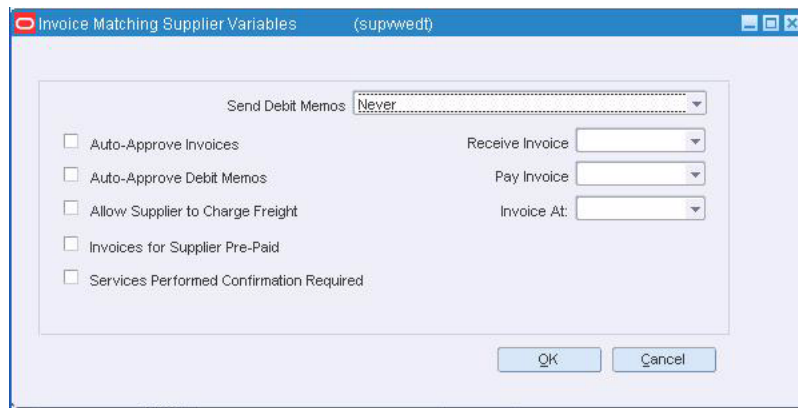 Invoice Matching Supplier Variables (supvwedt)
Send Debit Memos Never
Auto-Approve Invoices Receive Invoice
Auto-Approve Debit Memos Pay Invoice
Allow Supplier to Charge Freight Invoice At:
Invoices for Supplier Pre-Paid
Services Performed Confirmation Required
OK Cancel